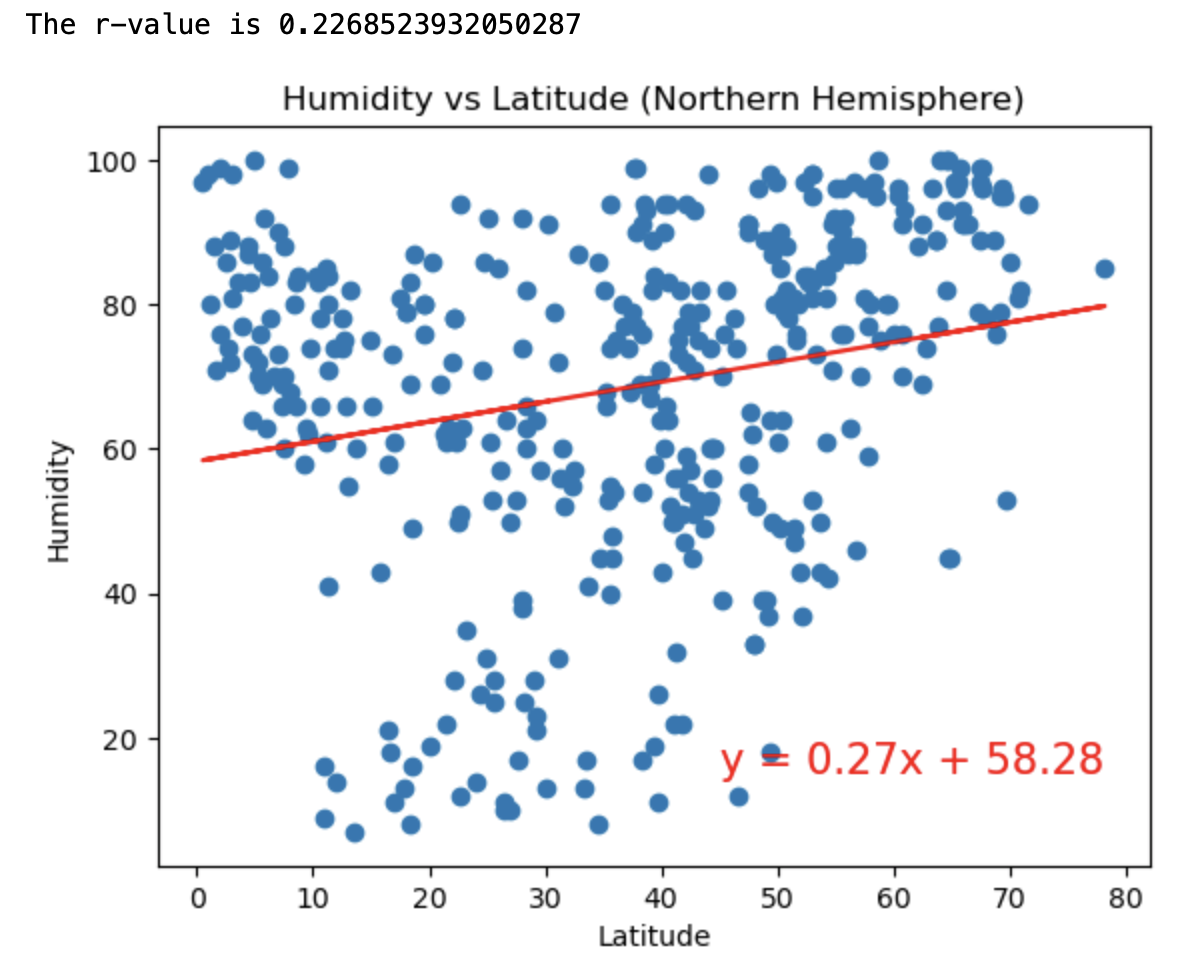 The r-value is 0.2268523932050287
Humidity vs Latitude (Northern Hemisphere)
100
80
60
40
20
Humidity
y = 0.27x + 58.28
0 10 20 30 40 50 60 70 80
Latitude